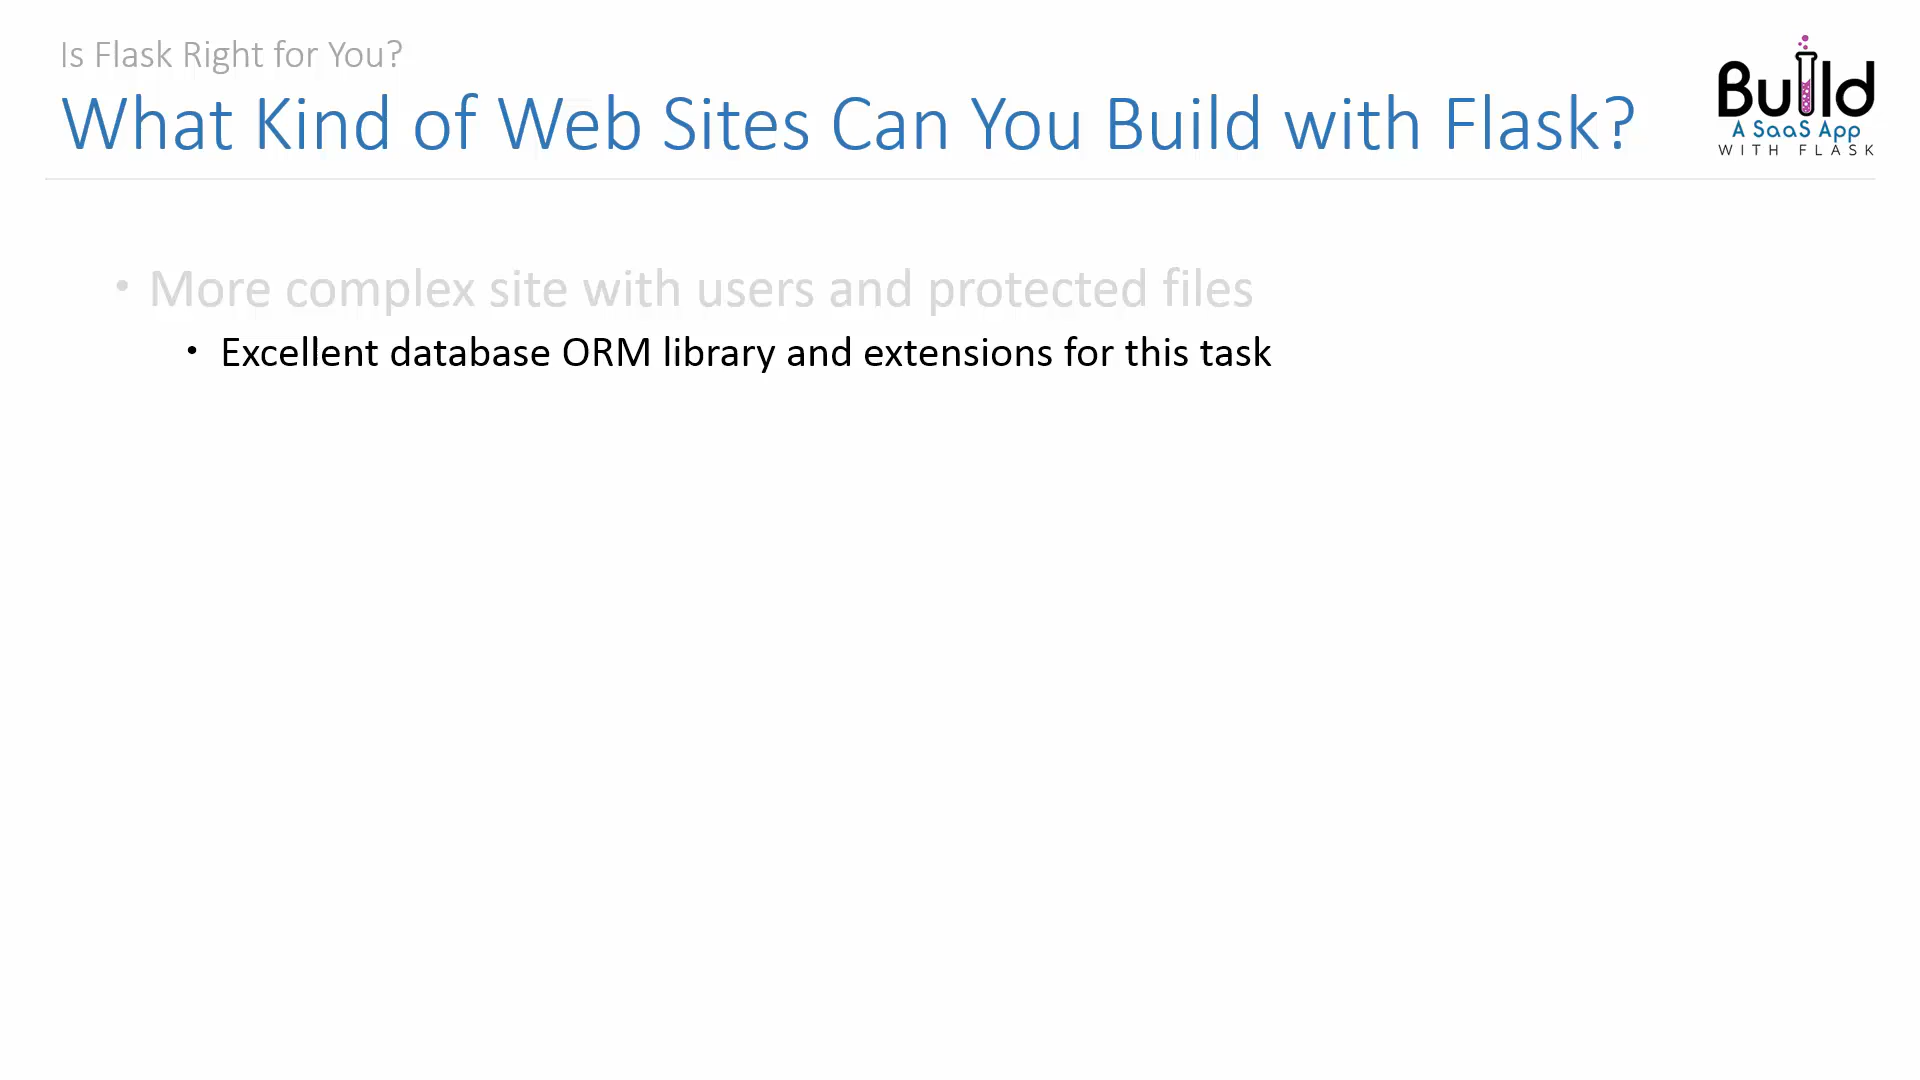 Is Flask Right for You?
What Kind of Web Sites Can You Build with Flask?
Build
A SaaS App
WITH FLASK
• More complex site with users and protected files
• Excellent database ORM library and extensions for this task